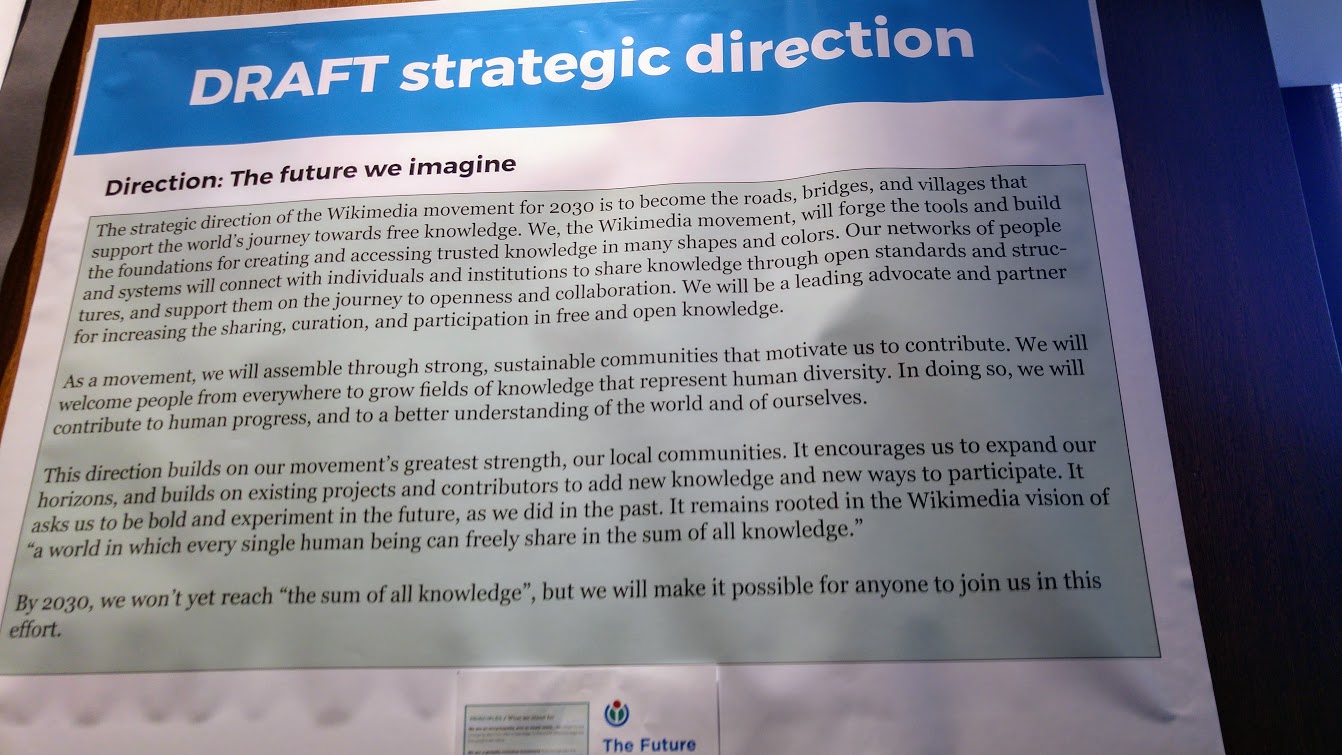 DRAFT strategic direction
Direction: The future we imagine
The strategic direction of the Wikimedia movement for 2030 is to become the roads, bridges, and villages that
support the world's journey towards free knowledge. We, the Wikimedia movement, will forge the tools and build
the foundations for creating and accessing trusted knowledge in many shapes and colors. Our networks of people
and systems will connect with individuals and institutions to share knowledge through open standards and struc-
tures, and support them on the journey to openness and collaboration. We will be a leading advocate and partner
for increasing the sharing, curation, and participation in free and open knowledge.
As a movement, we will assemble through strong, sustainable communities that motivate us to contribute. We will
welcome people from everywhere to grow fields of knowledge that represent human diversity. In doing so, we will
contribute to human progress, and to a better understanding of the world and of ourselves.
This direction builds on our movement's greatest strength, our local communities. It encourages us to expand our
horizons, and builds on existing projects and contributors to add new knowledge and new ways to participate. It
asks us to be bold and experiment in the future, as we did in the past. It remains rooted in the Wikimedia vision of
“a world in which every single human being can freely share in the sum of all knowledge.”
By 2030, we won't yet reach “the sum of all knowledge”, but we will make it possible for anyone to join us in this
effort.
The Future